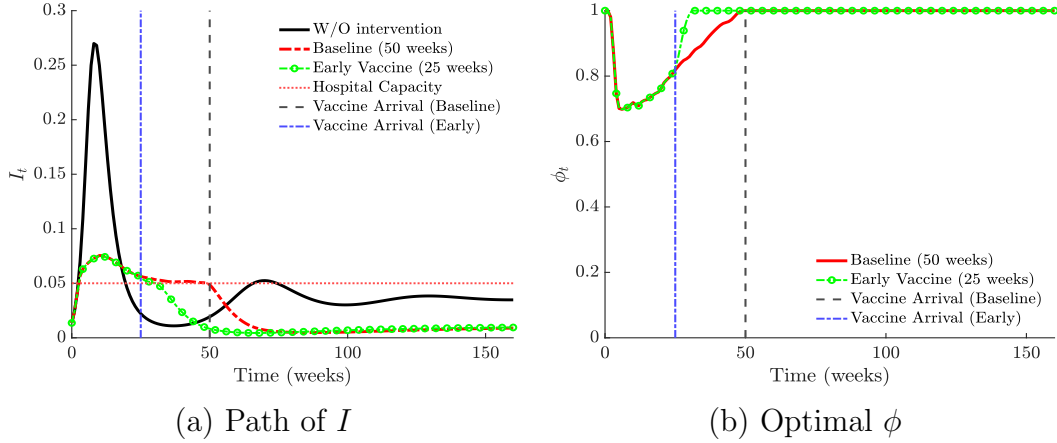 0.3
0.25
0.2
0.15
0.1
0.05
0
I_t
W/O intervention
Baseline (50 weeks)
Early Vaccine (25 weeks)
Hospital Capacity
Vaccine Arrival (Baseline)
Vaccine Arrival (Early)
0 50 100 150
Time (weeks)
(a) Path of I
1
0.8
0.6
0.4
0.2
0
ϕ_t
Baseline (50 weeks)
Early Vaccine (25 weeks)
Vaccine Arrival (Baseline)
Vaccine Arrival (Early)
0 50 100 150
Time (weeks)
(b) Optimal ϕ